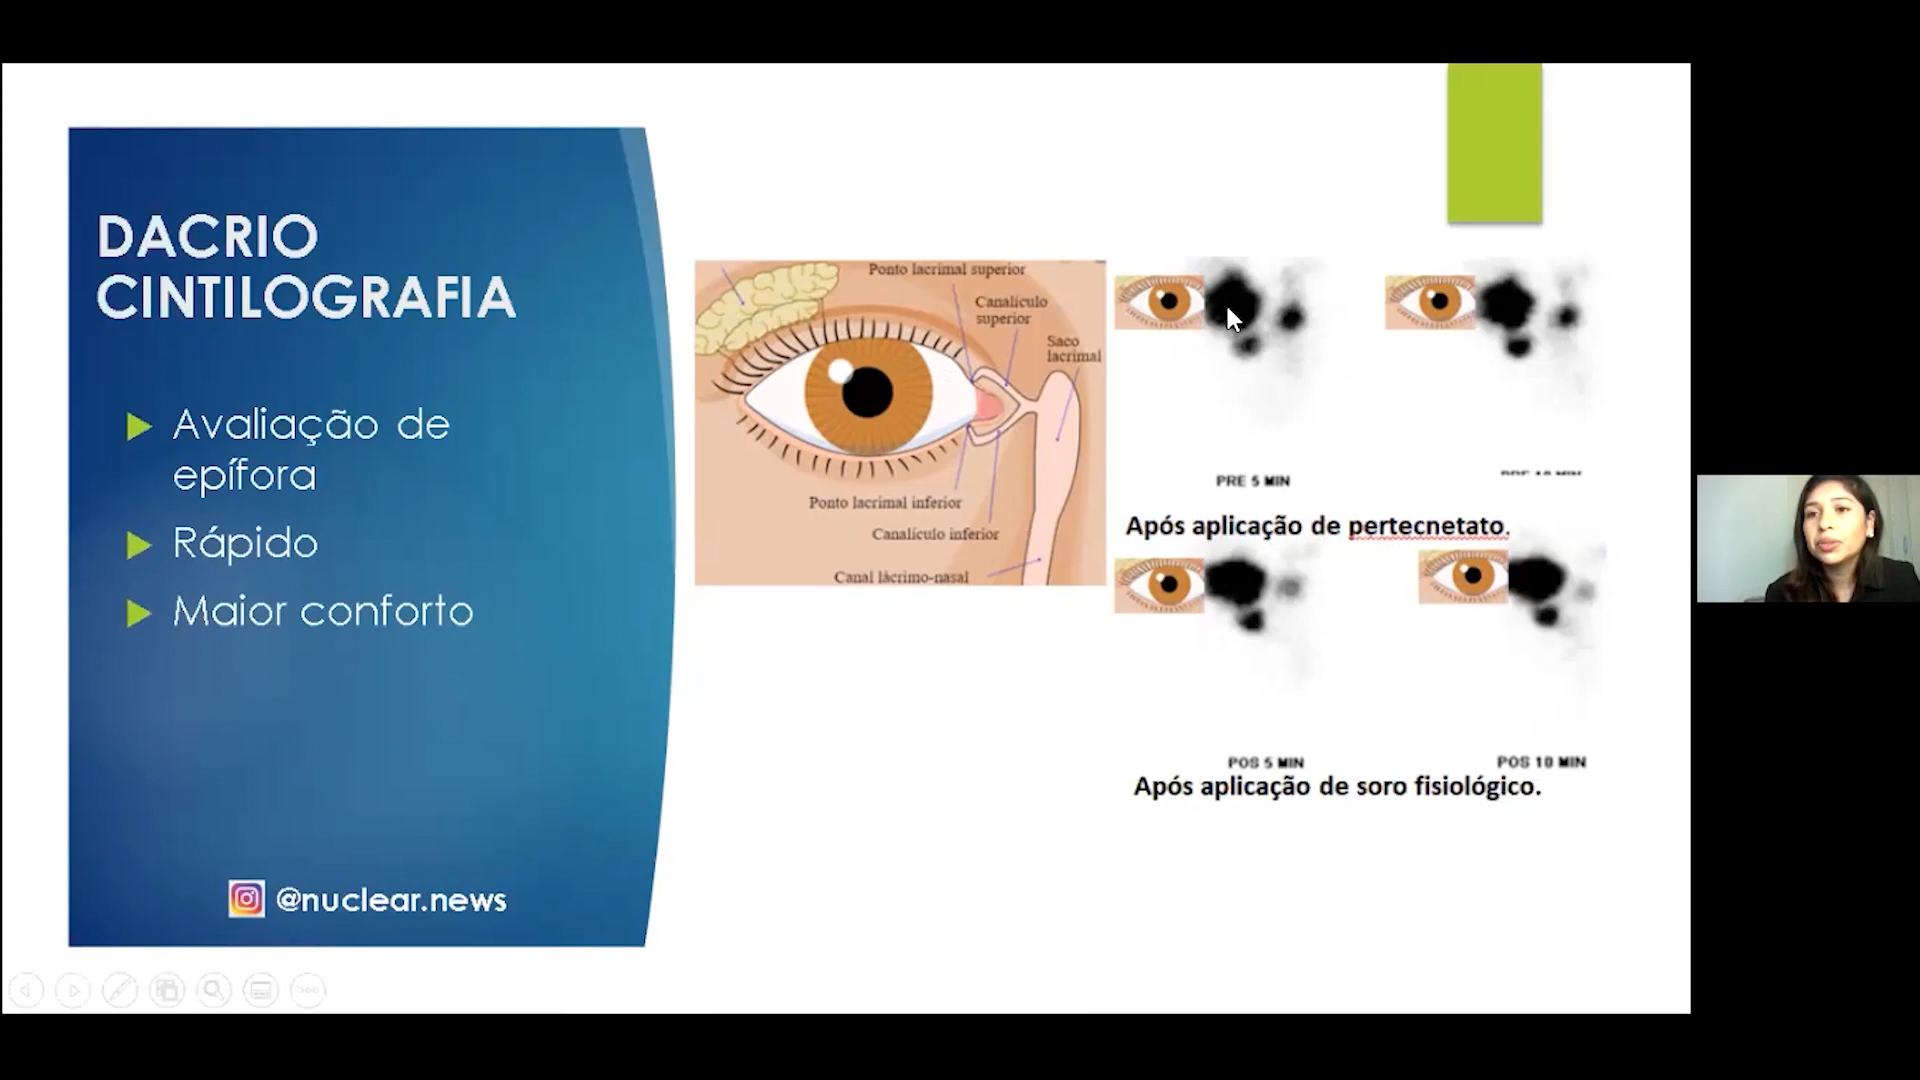 DACRIO
CINTILOGRAFIA
Avaliação de
epífora
Rápido
Maior conforto
@nuclear.news
Ponto lacrimal superior
Canalículo
superior
Saco
lacrimal
Ponto lacrimal inferior
Canalículo inferior
Canal lácrimo-nasal
PRE 5 MIN
Após aplicação de pertecnetato.
POS 5 MIN
POS 10 MIN
Após aplicação de soro fisiológico.